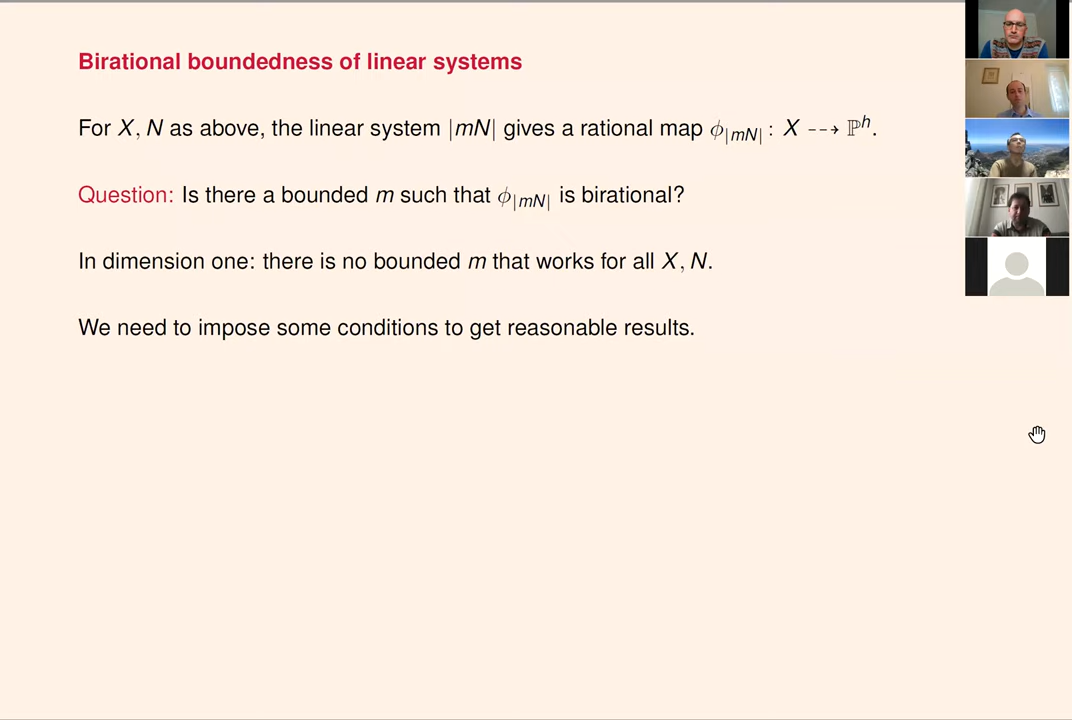 Birational boundedness of linear systems
For X, N as above, the linear system |mN| gives a rational map ϕ|mN| : X ⇢ ℙʰ.
Question: Is there a bounded m such that ϕ|mN| is birational?
In dimension one: there is no bounded m that works for all X, N.
We need to impose some conditions to get reasonable results.